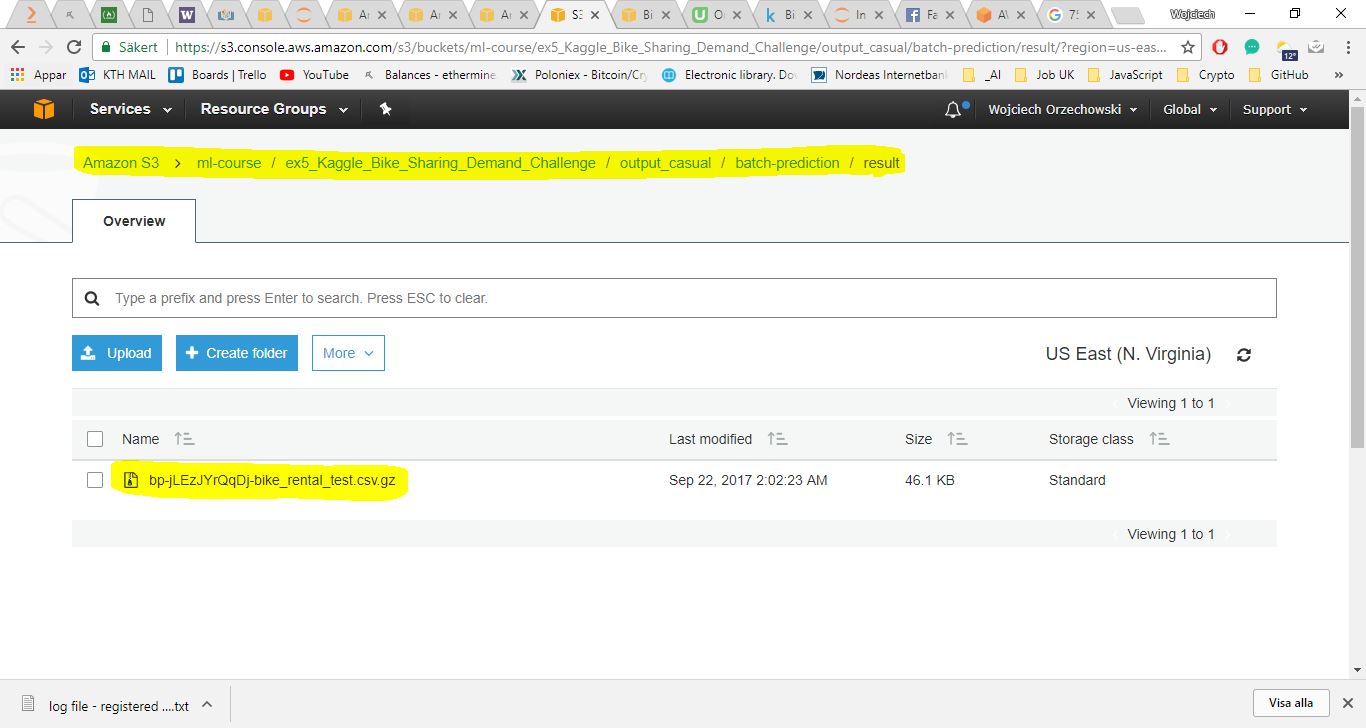 W
Ar
Ar
Ar
S3
Bi
U
O
k
Bi
In
f
Fa
AV
G
75
Wojciech
Säkert
https://s3.console.aws.amazon.com/s3/buckets/ml-course/ex5_Kaggle_Bike_Sharing_Demand_Challenge/output_casual/batch-prediction/result/?region=us-eas...
12°
Appar
KTH MAIL
Boards | Trello
YouTube
Balances - ethermine
Poloniex - Bitcoin/Cry
Electronic library. Dov
Nordeas Internetbank
_AI
Job UK
JavaScript
Crypto
GitHub
»
Services
Resource Groups
Wojciech Orzechowski
Global
Support
Amazon S3 > ml-course / ex5_Kaggle_Bike_Sharing_Demand_Challenge / output_casual / batch-prediction / result
Overview
Type a prefix and press Enter to search. Press ESC to clear.
Upload
+ Create folder
More
US East (N. Virginia)
Viewing 1 to 1
Name
Last modified
Size
Storage class
bp-jLEzJYrQqDj-bike_rental_test.csv.gz
Sep 22, 2017 2:02:23 AM
46.1 KB
Standard
Viewing 1 to 1
log file - registered ....txt
Visa alla